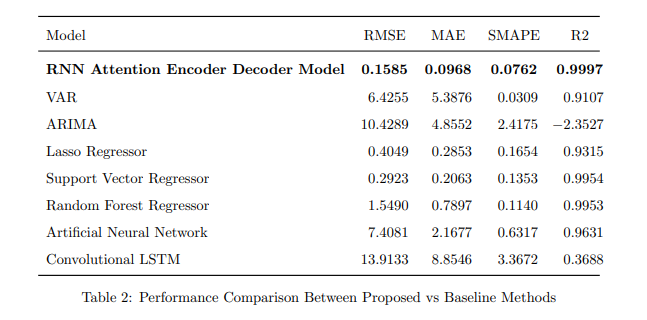 Model RMSE MAE SMAPE R2
RNN Attention Encoder Decoder Model 0.1585 0.0968 0.0762 0.9997
VAR 6.4255 5.3876 0.0309 0.9107
ARIMA 10.4289 4.8552 2.4175 −2.3527
Lasso Regressor 0.4049 0.2853 0.1654 0.9315
Support Vector Regressor 0.2923 0.2063 0.1353 0.9954
Random Forest Regressor 1.5490 0.7897 0.1140 0.9953
Artificial Neural Network 7.4081 2.1677 0.6317 0.9631
Convolutional LSTM 13.9133 8.8546 3.3672 0.3688
Table 2: Performance Comparison Between Proposed vs Baseline Methods